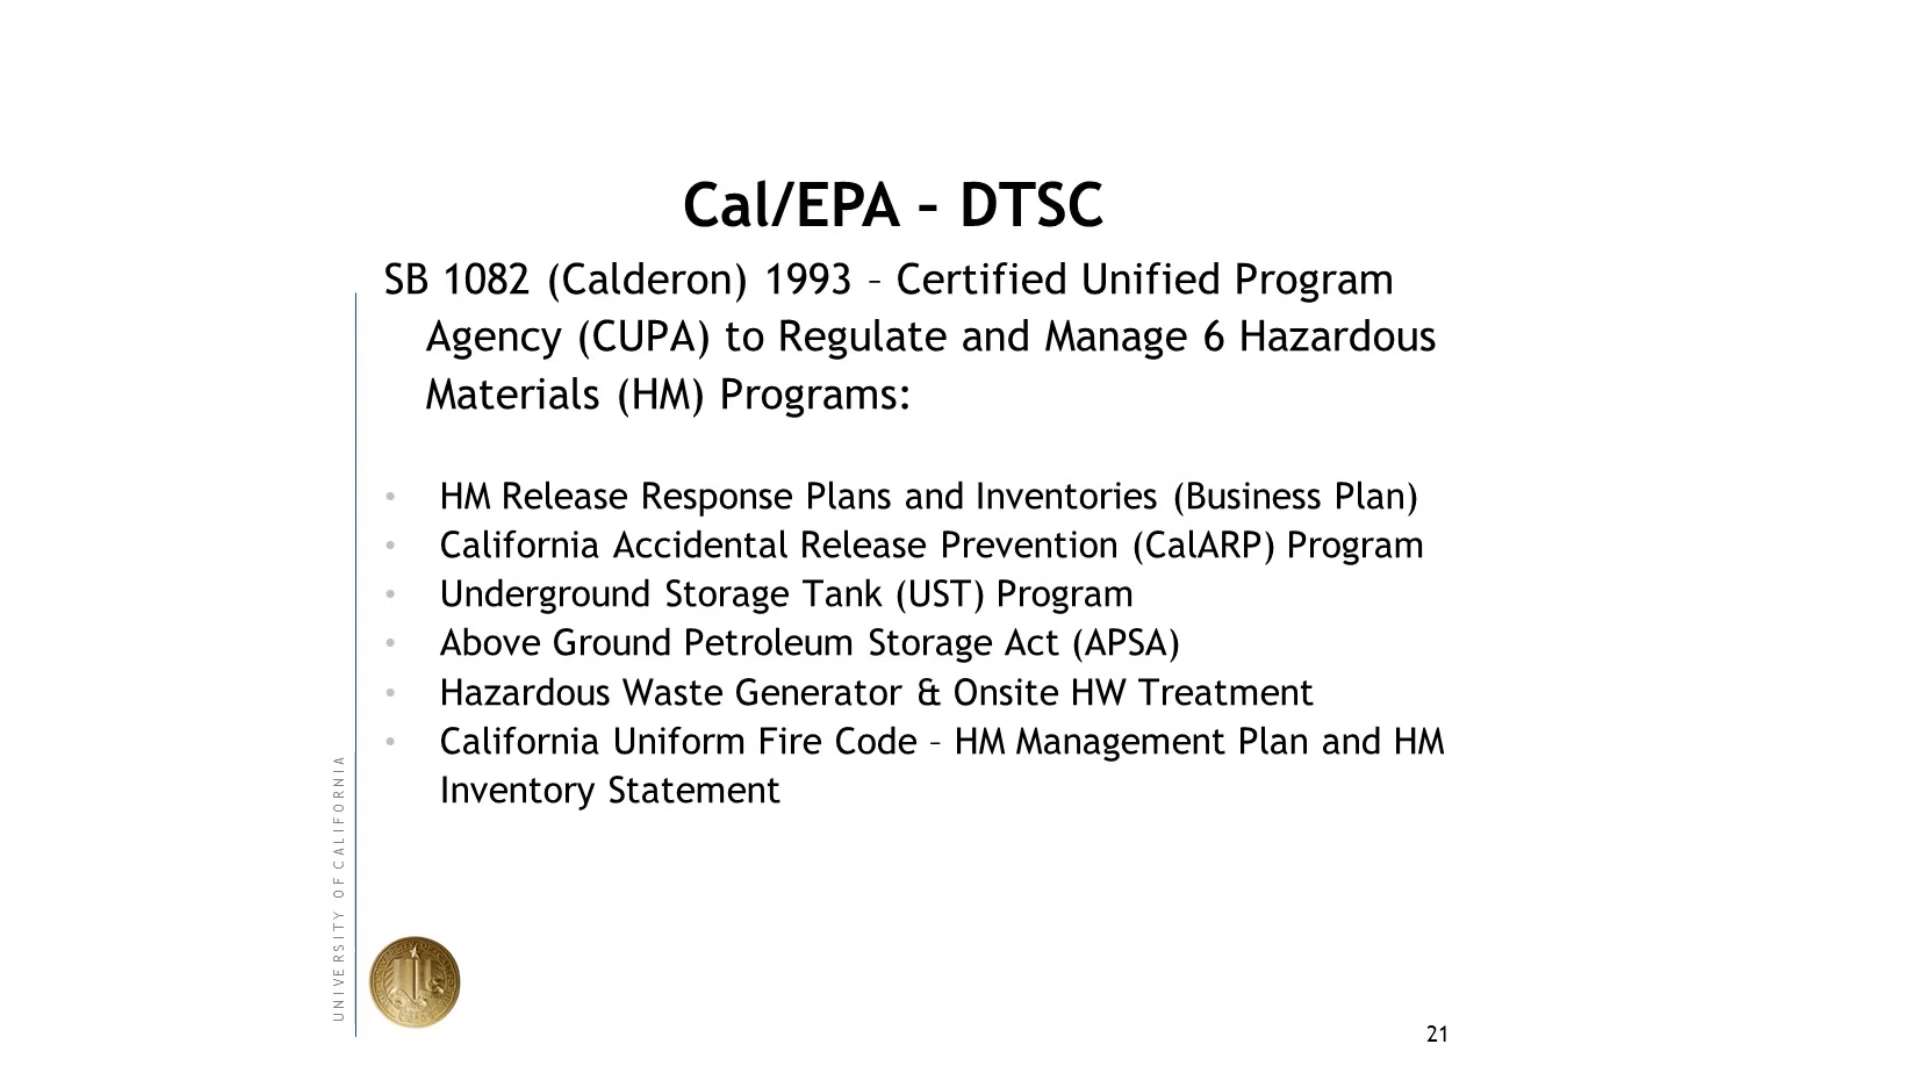 Cal/EPA – DTSC
SB 1082 (Calderon) 1993 – Certified Unified Program
Agency (CUPA) to Regulate and Manage 6 Hazardous
Materials (HM) Programs:
• HM Release Response Plans and Inventories (Business Plan)
• California Accidental Release Prevention (CalARP) Program
• Underground Storage Tank (UST) Program
• Above Ground Petroleum Storage Act (APSA)
• Hazardous Waste Generator & Onsite HW Treatment
• California Uniform Fire Code – HM Management Plan and HM
Inventory Statement
UNIVERSITY OF CALIFORNIA
21